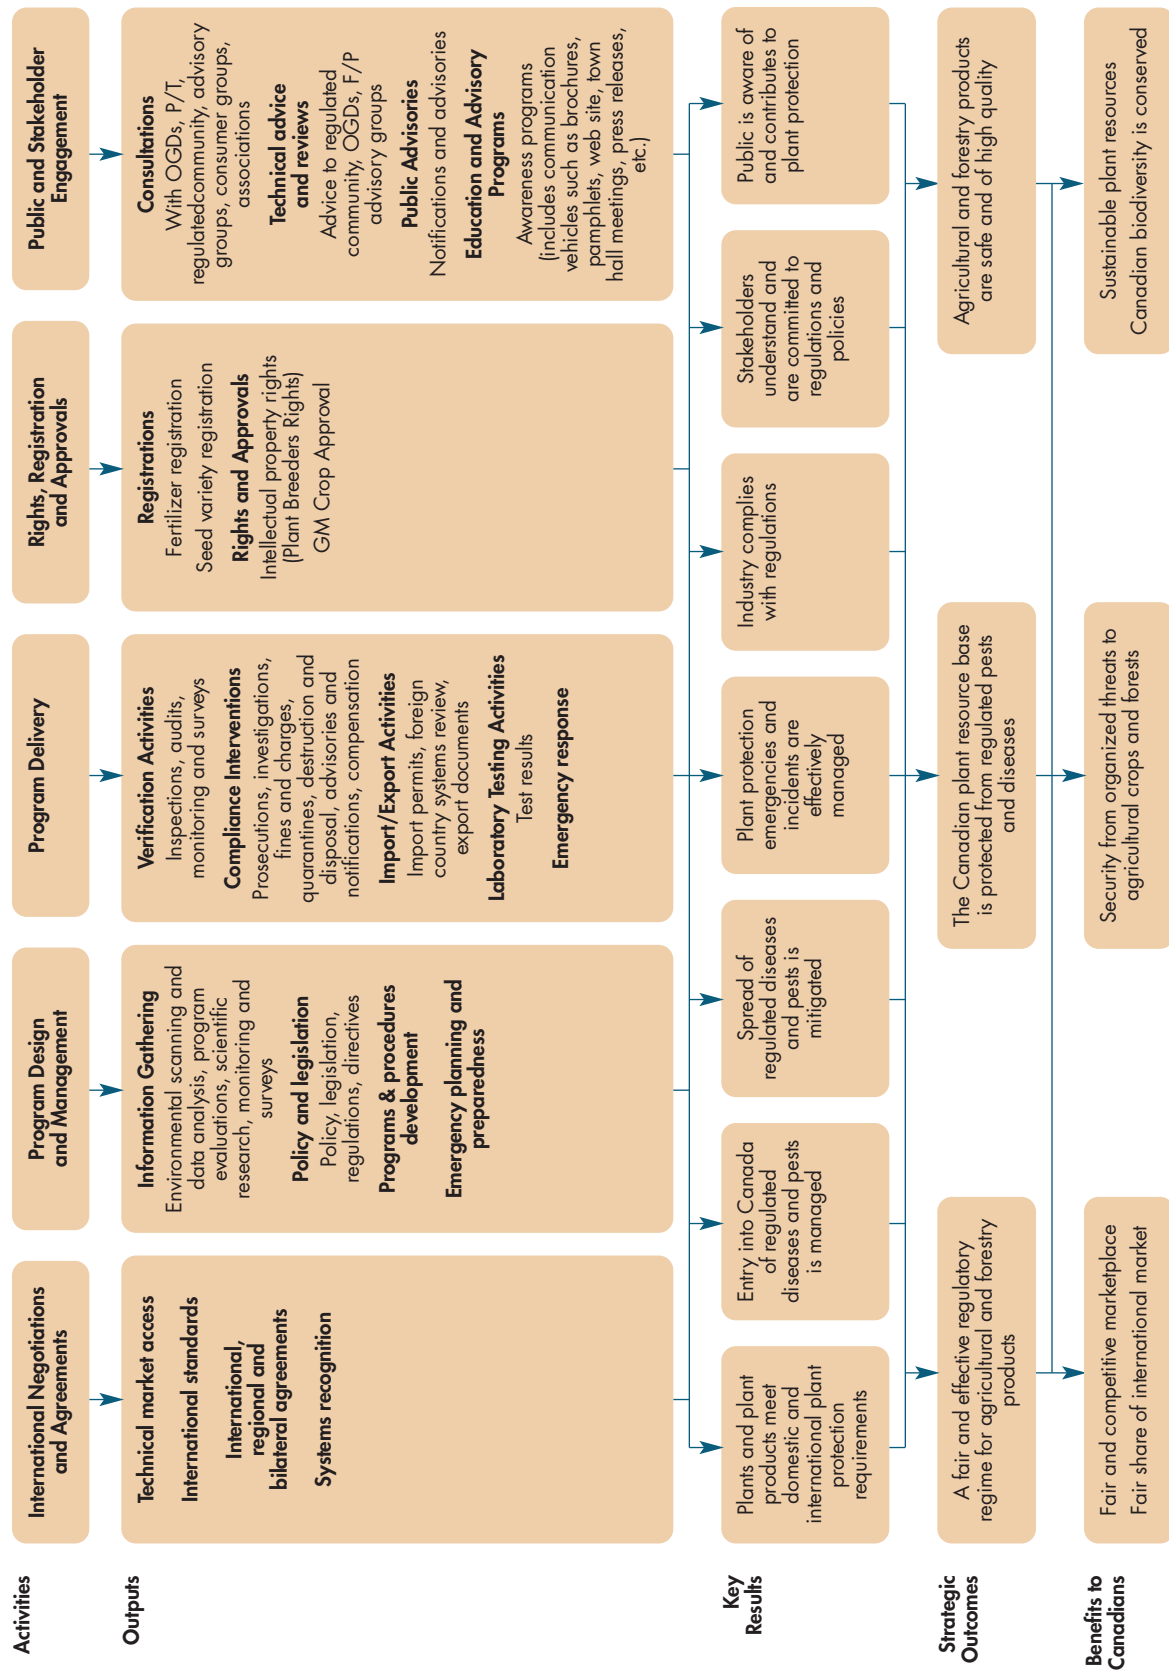 Activities
International Negotiations
and Agreements
Program Design
and Management
Program Delivery
Rights, Registration
and Approvals
Public and Stakeholder
Engagement
Outputs
Technical market access
International standards
International,
regional and
bilateral agreements
Systems recognition
Information Gathering
Environmental scanning and
data analysis, program
evaluations, scientific
research, monitoring and
surveys
Policy and legislation
Policy, legislation,
regulations, directives
Programs & procedures
development
Emergency planning and
preparedness
Verification Activities
Inspections, audits,
monitoring and surveys
Compliance Interventions
Prosecutions, investigations,
fines and charges,
quarantines, destruction and
disposal, advisories and
notifications, compensation
Import/Export Activities
Import permits, foreign
country systems review,
export documents
Laboratory Testing Activities
Test results
Emergency response
Registrations
Fertilizer registration
Seed variety registration
Rights and Approvals
Intellectual property rights
(Plant Breeders Rights)
GM Crop Approval
Consultations
With OGDs, P/T,
regulatedcommunity, advisory
groups, consumer groups,
associations
Technical advice
and reviews
Advice to regulated
community, OGDs, F/P
advisory groups
Public Advisories
Notifications and advisories
Education and Advisory
Programs
Awareness programs
(includes communication
vehicles such as brochures,
pamphlets, web site, town
hall meetings, press releases,
etc.)
Key
Results
Plants and plant
products meet
domestic and
international plant
protection
requirements
Entry into Canada
of regulated
diseases and pests
is managed
Spread of
regulated diseases
and pests is
mitigated
Plant protection
emergencies and
incidents are
effectively
managed
Industry complies
with regulations
Stakeholders
understand and
are committed to
regulations and
policies
Public is aware of
and contributes to
plant protection
Strategic
Outcomes
A fair and effective regulatory
regime for agricultural and forestry
products
The Canadian plant resource base
is protected from regulated pests
and diseases
Agricultural and forestry products
are safe and of high quality
Benefits to
Canadians
Fair and competitive marketplace
Fair share of international market
Security from organized threats to
agricultural crops and forests
Sustainable plant resources
Canadian biodiversity is conserved